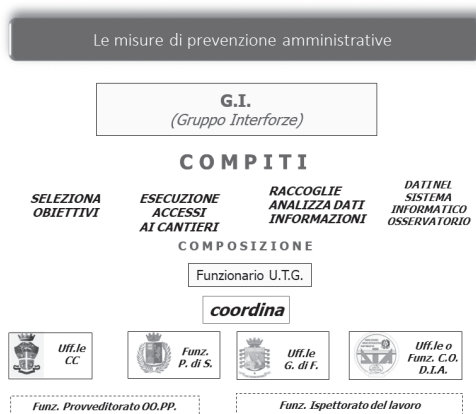 Le misure di prevenzione amministrative
G.I.
(Gruppo Interforze)
COMPITI
SELEZIONA
OBIETTIVI
ESECUZIONE
ACCESSI
AI CANTIERI
RACCOGLIE
ANALIZZA DATI
INFORMAZIONI
DATI NEL
SISTEMA
INFORMATICO
OSSERVATORIO
COMPOSIZIONE
Funzionario U.T.G.
coordina
Uff.le
CC
Funz.
P. di S.
Uff.le
G. di F.
Uff.le o
Funz. C.O.
D.I.A.
Funz. Provveditorato OO.PP.
Funz. Ispettorato del lavoro